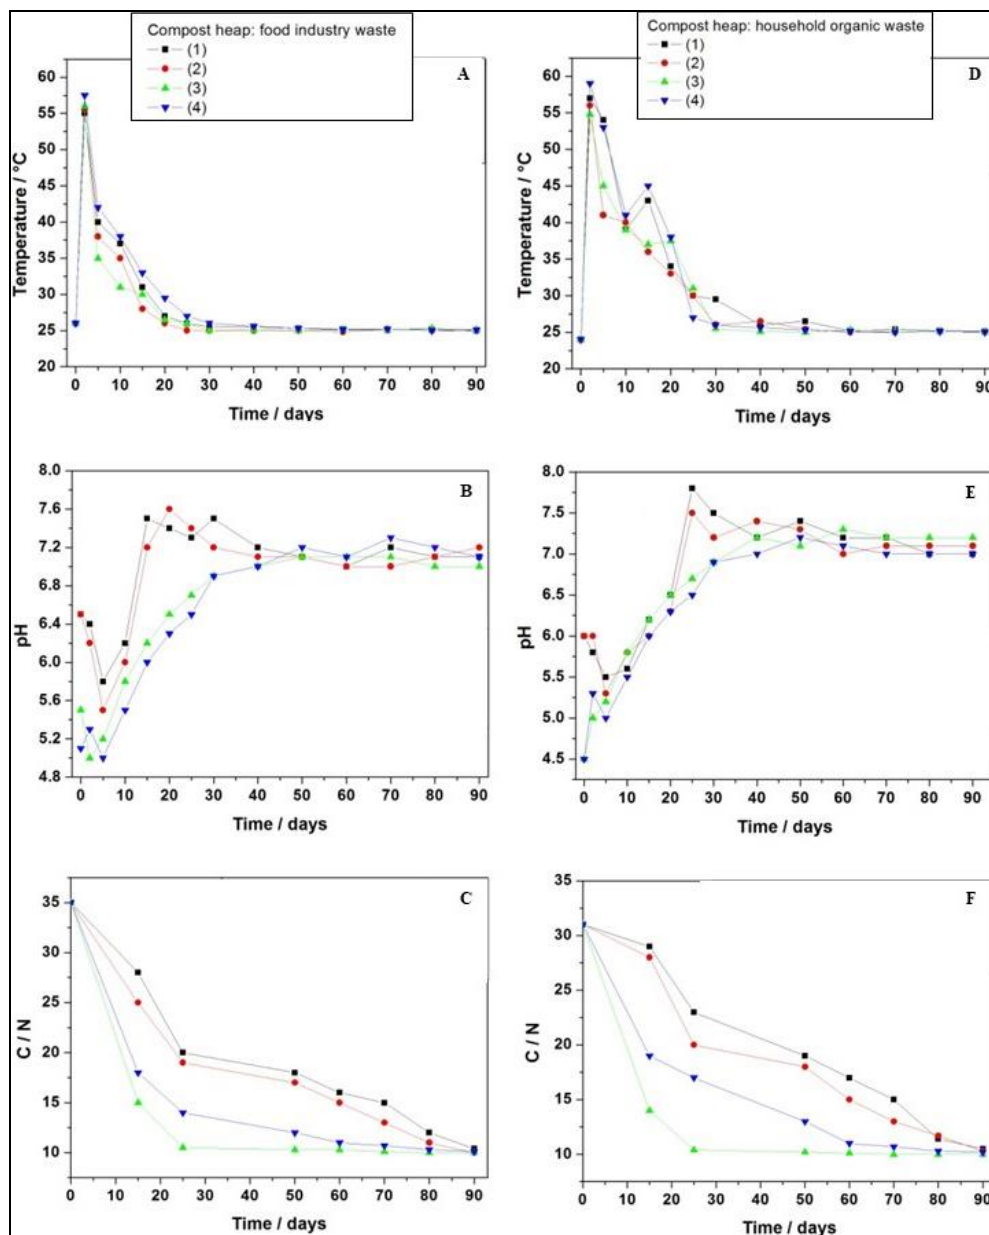 Compost heap: food industry waste
(1)
(2)
(3)
(4)
A
60
55
50
45
40
35
30
25
20
Temperature / °C
0 10 20 30 40 50 60 70 80 90
Time / days
Compost heap: household organic waste
(1)
(2)
(3)
(4)
D
60
55
50
45
40
35
30
25
20
Temperature / °C
0 10 20 30 40 50 60 70 80 90
Time / days
B
8.0
7.6
7.2
6.8
6.4
6.0
5.6
5.2
4.8
pH
0 10 20 30 40 50 60 70 80 90
Time / days
E
8.0
7.5
7.0
6.5
6.0
5.5
5.0
4.5
pH
0 10 20 30 40 50 60 70 80 90
Time / days
C
35
30
25
20
15
10
C / N
0 10 20 30 40 50 60 70 80 90
Time / days
F
35
30
25
20
15
10
C / N
0 10 20 30 40 50 60 70 80 90
Time / days